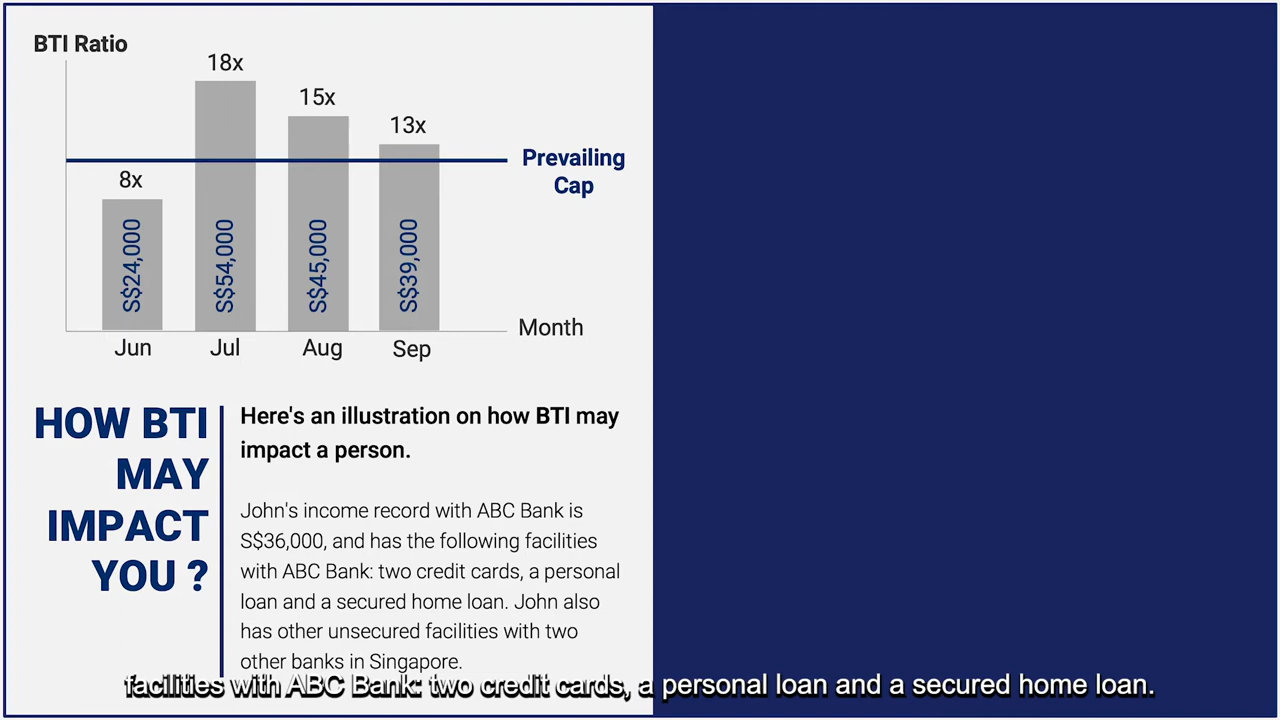 BTI Ratio
18x
15x
13x
8x
Prevailing
Cap
S$24,000
S$54,000
S$45,000
S$39,000
Month
Jun
Jul
Aug
Sep
HOW BTI
MAY
IMPACT
YOU ?
Here's an illustration on how BTI may
impact a person.
John's income record with ABC Bank is
S$36,000, and has the following facilities
with ABC Bank: two credit cards, a personal
loan and a secured home loan. John also
has other unsecured facilities with two
other banks in Singapore.
facilities with ABC Bank: two credit cards, a personal loan and a secured home loan.